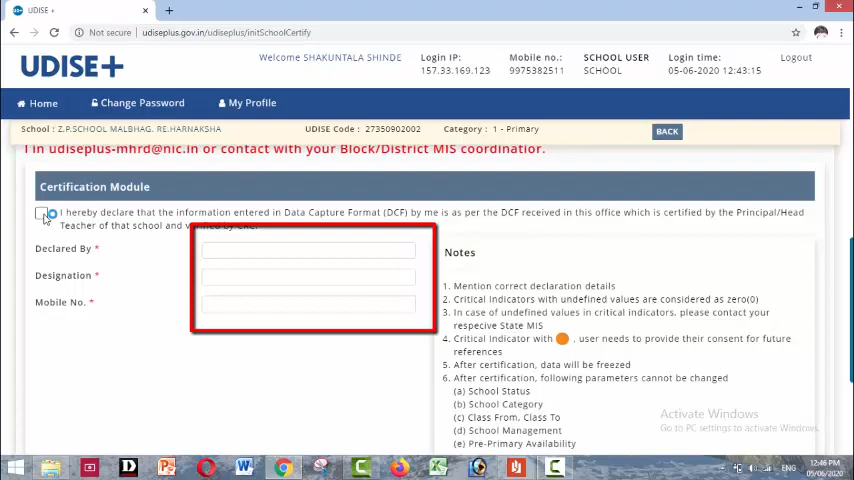 UDISE +
Not secure | udiseplus.gov.in/udiseplus/initSchoolCertify
UDISE+
Welcome SHAKUNTALA SHINDE
Login IP:
157.33.169.123
Mobile no.:
9975382511
SCHOOL USER
SCHOOL
Login time:
05-06-2020 12:43:15
Logout
Home
Change Password
My Profile
School : Z.P.SCHOOL MALBHAG. RE.HARNAKSHA
UDISE Code : 27350902002
Category : 1 - Primary
BACK
l in udiseplus-mhrd@nic.in or contact with your Block/District MIS coordinatior.
Certification Module
I hereby declare that the information entered in Data Capture Format (DCF) by me is as per the DCF received in this office which is certified by the Principal/Head
Teacher of that school and verified by CRC.
Declared By *
Designation *
Mobile No. *
Notes
1. Mention correct declaration details
2. Critical Indicators with undefined values are considered as zero(0)
3. In case of undefined values in critical indicators, please contact your
respecive State MIS
4. Critical Indicator with , user needs to provide their consent for future
references
5. After certification, data will be freezed
6. After certification, following parameters cannot be changed
(a) School Status
(b) School Category
(c) Class From, Class To
(d) School Management
(e) Pre-Primary Availability
Activate Windows
Go to PC settings to activate Windows.
ENG
12:46 PM
05/06/2020